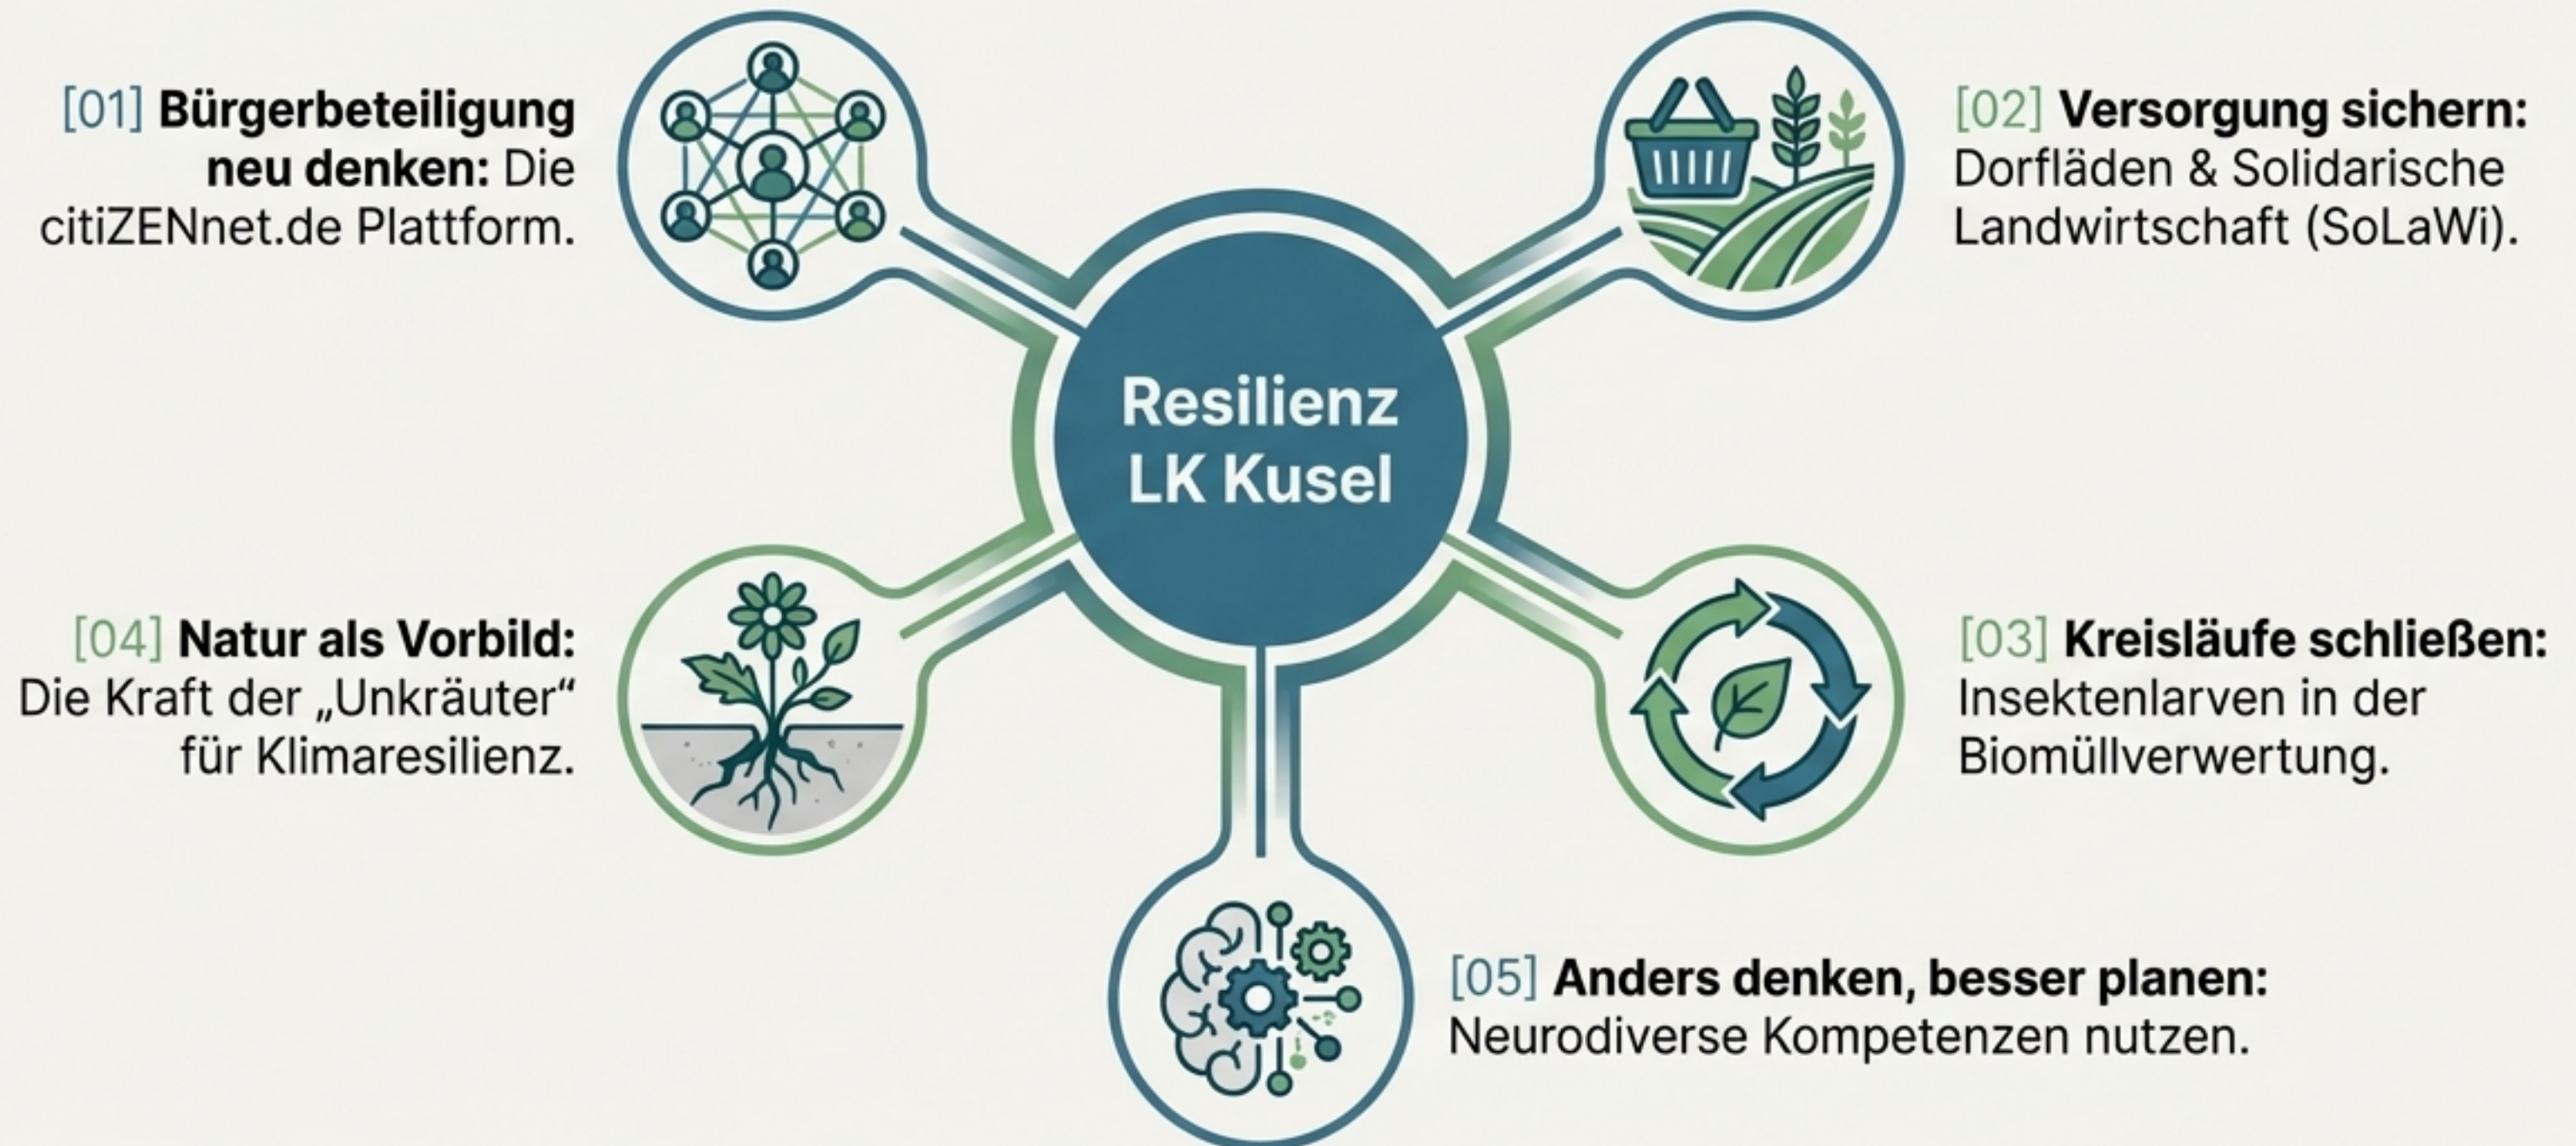 [01] Bürgerbeteiligung
neu denken: Die
citiZENnet.de Plattform.
[02] Versorgung sichern:
Dorfläden & Solidarische
Landwirtschaft (SoLaWi).
Resilienz
LK Kusel
[04] Natur als Vorbild:
Die Kraft der „Unkräuter“
für Klimaresilienz.
[03] Kreisläufe schließen:
Insektenlarven in der
Biomüllverwertung.
[05] Anders denken, besser planen:
Neurodiverse Kompetenzen nutzen.